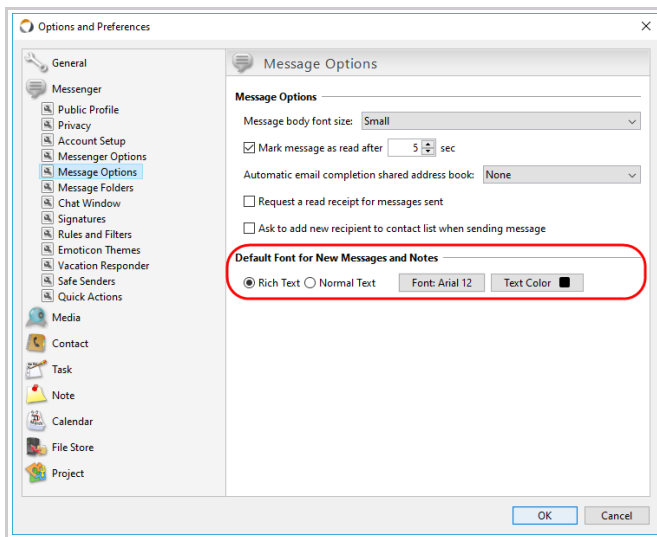 Options and Preferences
General
Messenger
Public Profile
Privacy
Account Setup
Messenger Options
Message Options
Message Folders
Chat Window
Signatures
Rules and Filters
Emoticon Themes
Vacation Responder
Safe Senders
Quick Actions
Media
Contact
Task
Note
Calendar
File Store
Project
Message Options
Message Options
Message body font size: Small
Mark message as read after 5 sec
Automatic email completion shared address book: None
Request a read receipt for messages sent
Ask to add new recipient to contact list when sending message
Default Font for New Messages and Notes
Rich Text Normal Text Font: Arial 12 Text Color
OK Cancel